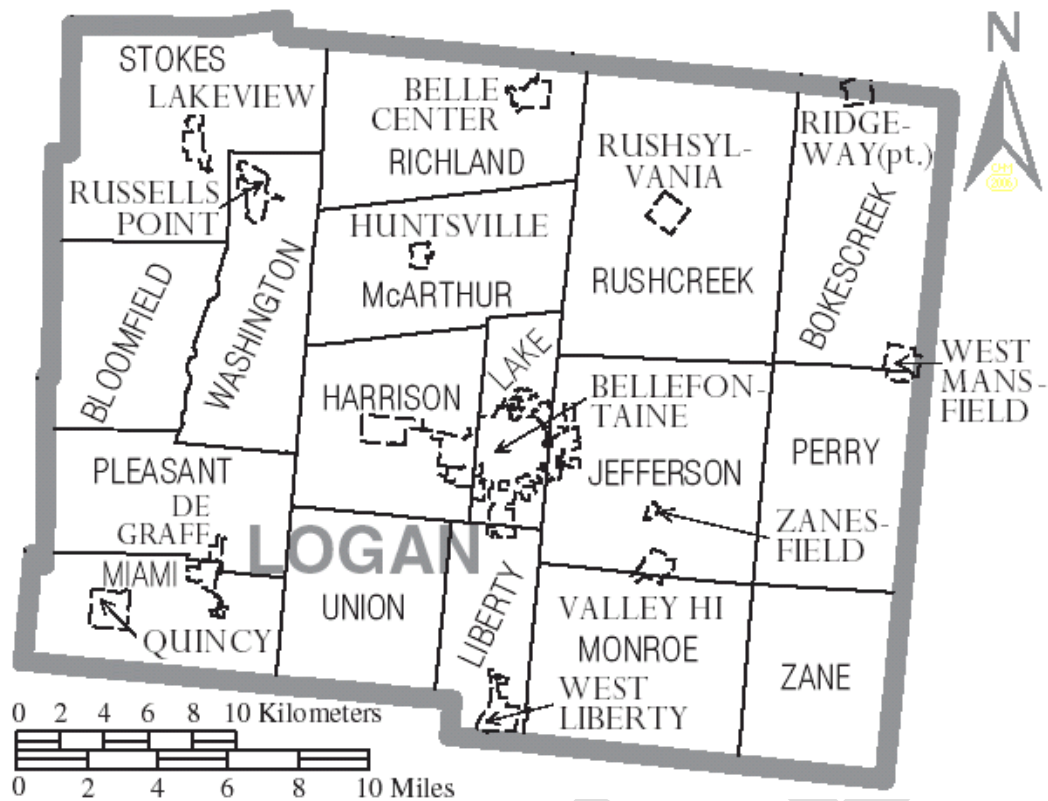 STOKES
LAKEVIEW
BELLE
CENTER
RICHLAND
N
RIDGE-
WAY(pt.)
RUSHSYL-
VANIA
RUSSELLS
POINT
HUNTSVILLE
McARTHUR
RUSHCREEK
BOKESCREEK
BLOOMFIELD
WASHINGTON
LAKE
WEST
MANS-
FIELD
HARRISON
BELLEFON-
TAINE
JEFFERSON
PERRY
PLEASANT
DE
GRAFF
LOGAN
ZANES-
FIELD
MIAMI
UNION
LIBERTY
VALLEY HI
MONROE
QUINCY
ZANE
WEST
LIBERTY
0 2 4 6 8 10 Kilometers
0 2 4 6 8 10 Miles